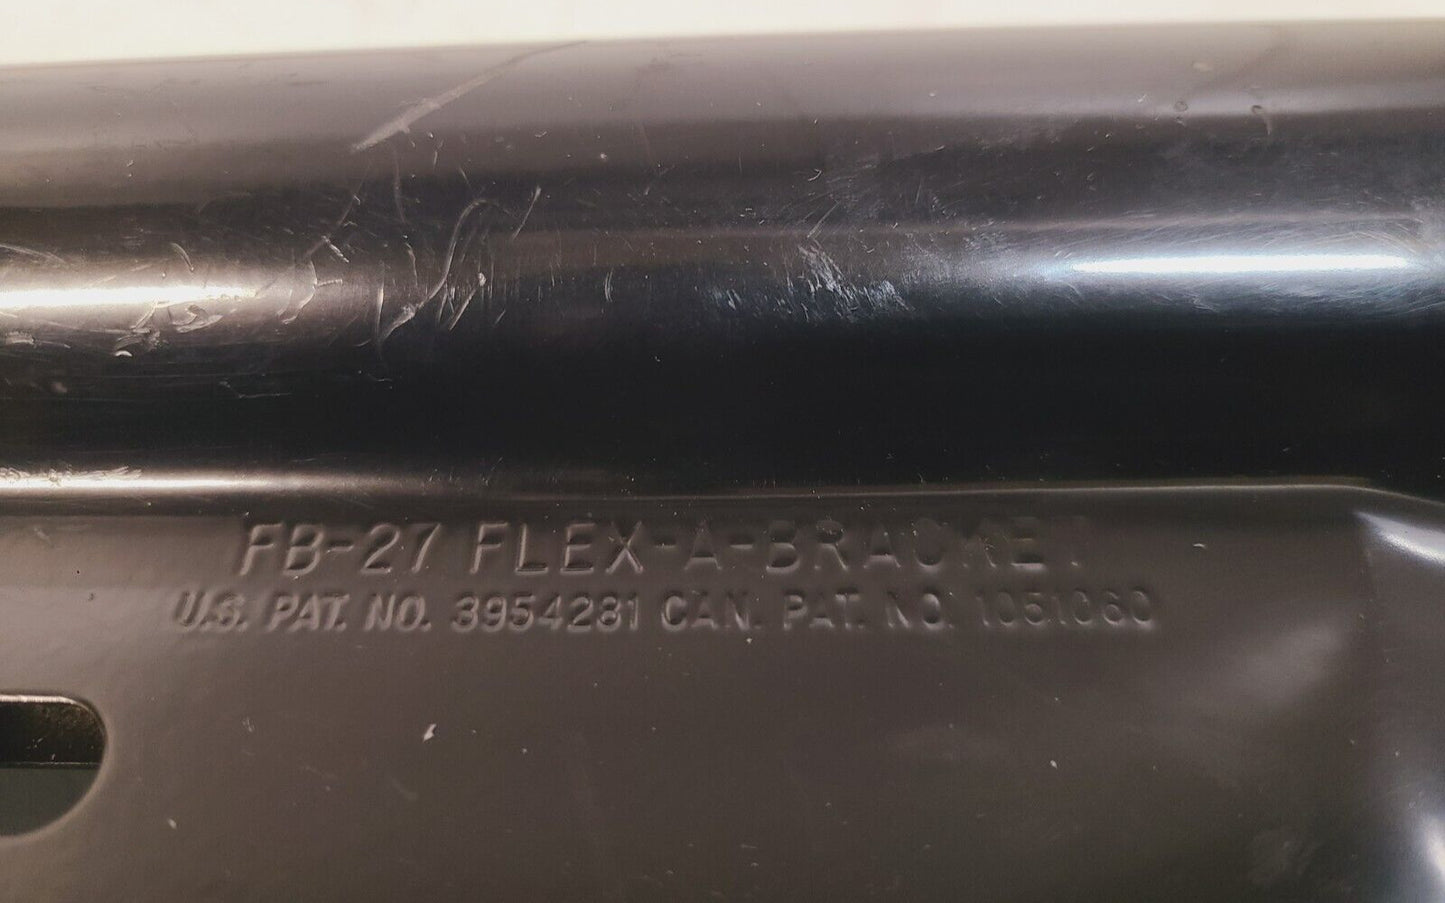 FB-27 FLEX-A-BRACKET
U.S. PAT. NO. 3954281 CAN. PAT. NO. 1051060